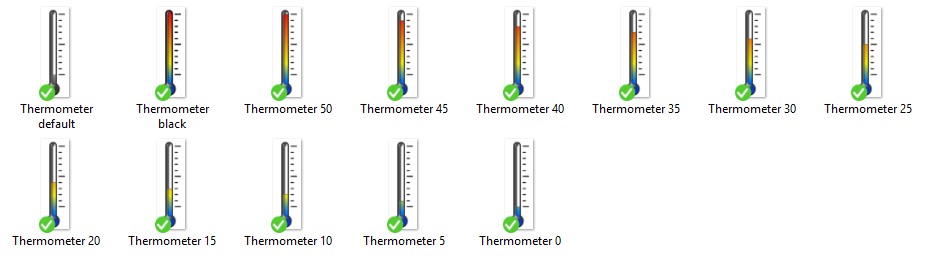 Thermometer
default
Thermometer
black
Thermometer 50
Thermometer 45
Thermometer 40
Thermometer 35
Thermometer 30
Thermometer 25
Thermometer 20
Thermometer 15
Thermometer 10
Thermometer 5
Thermometer 0